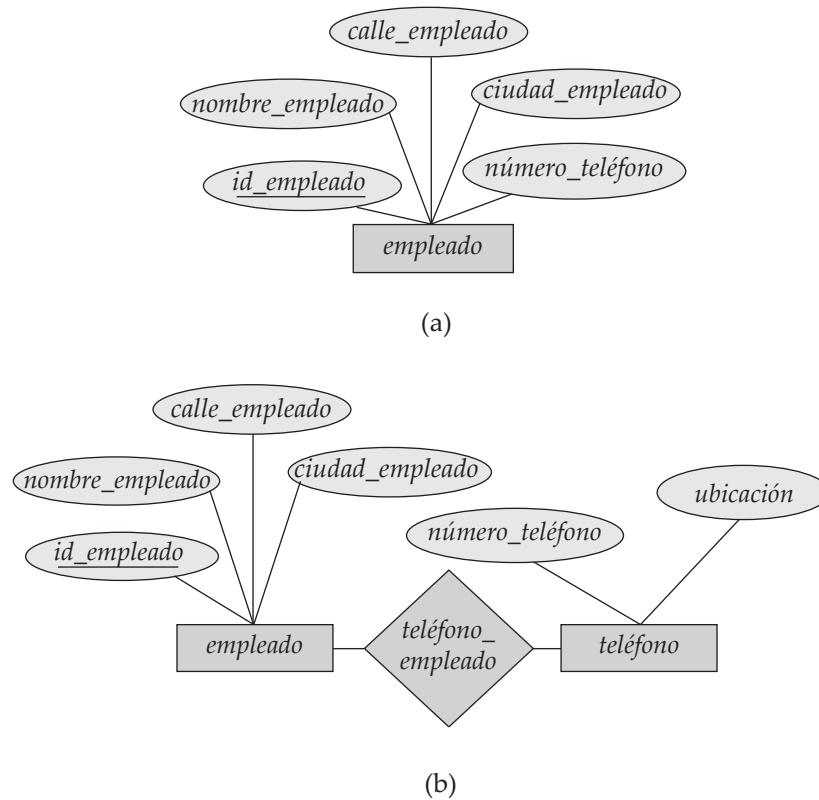 calle_empleado
nombre_empleado
ciudad_empleado
id_empleado
número_teléfono
empleado
(a)
calle_empleado
nombre_empleado
ciudad_empleado
ubicación
id_empleado
número_teléfono
empleado
teléfono_
empleado
teléfono
(b)